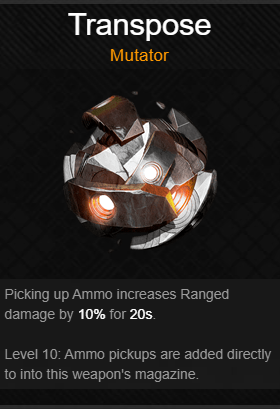 Transpose
Mutator
Picking up Ammo increases Ranged
damage by 10% for 20s.
Level 10: Ammo pickups are added directly
to into this weapon's magazine.